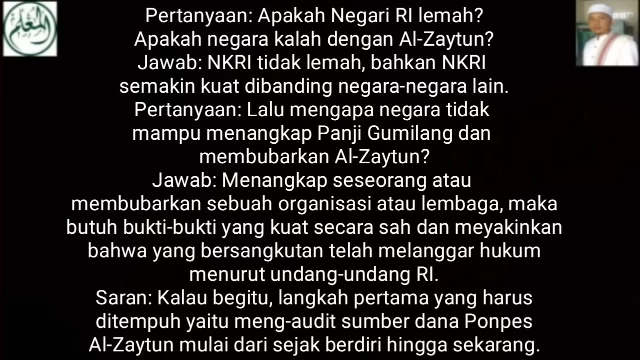 Pertanyaan: Apakah Negari RI lemah?
Apakah negara kalah dengan Al-Zaytun?
Jawab: NKRI tidak lemah, bahkan NKRI
semakin kuat dibanding negara-negara lain.
Pertanyaan: Lalu mengapa negara tidak
mampu menangkap Panji Gumilang dan
membubarkan Al-Zaytun?
Jawab: Menangkap seseorang atau
membubarkan sebuah organisasi atau lembaga, maka
butuh bukti-bukti yang kuat secara sah dan meyakinkan
bahwa yang bersangkutan telah melanggar hukum
menurut undang-undang RI.
Saran: Kalau begitu, langkah pertama yang harus
ditempuh yaitu meng-audit sumber dana Ponpes
Al-Zaytun mulai dari sejak berdiri hingga sekarang.